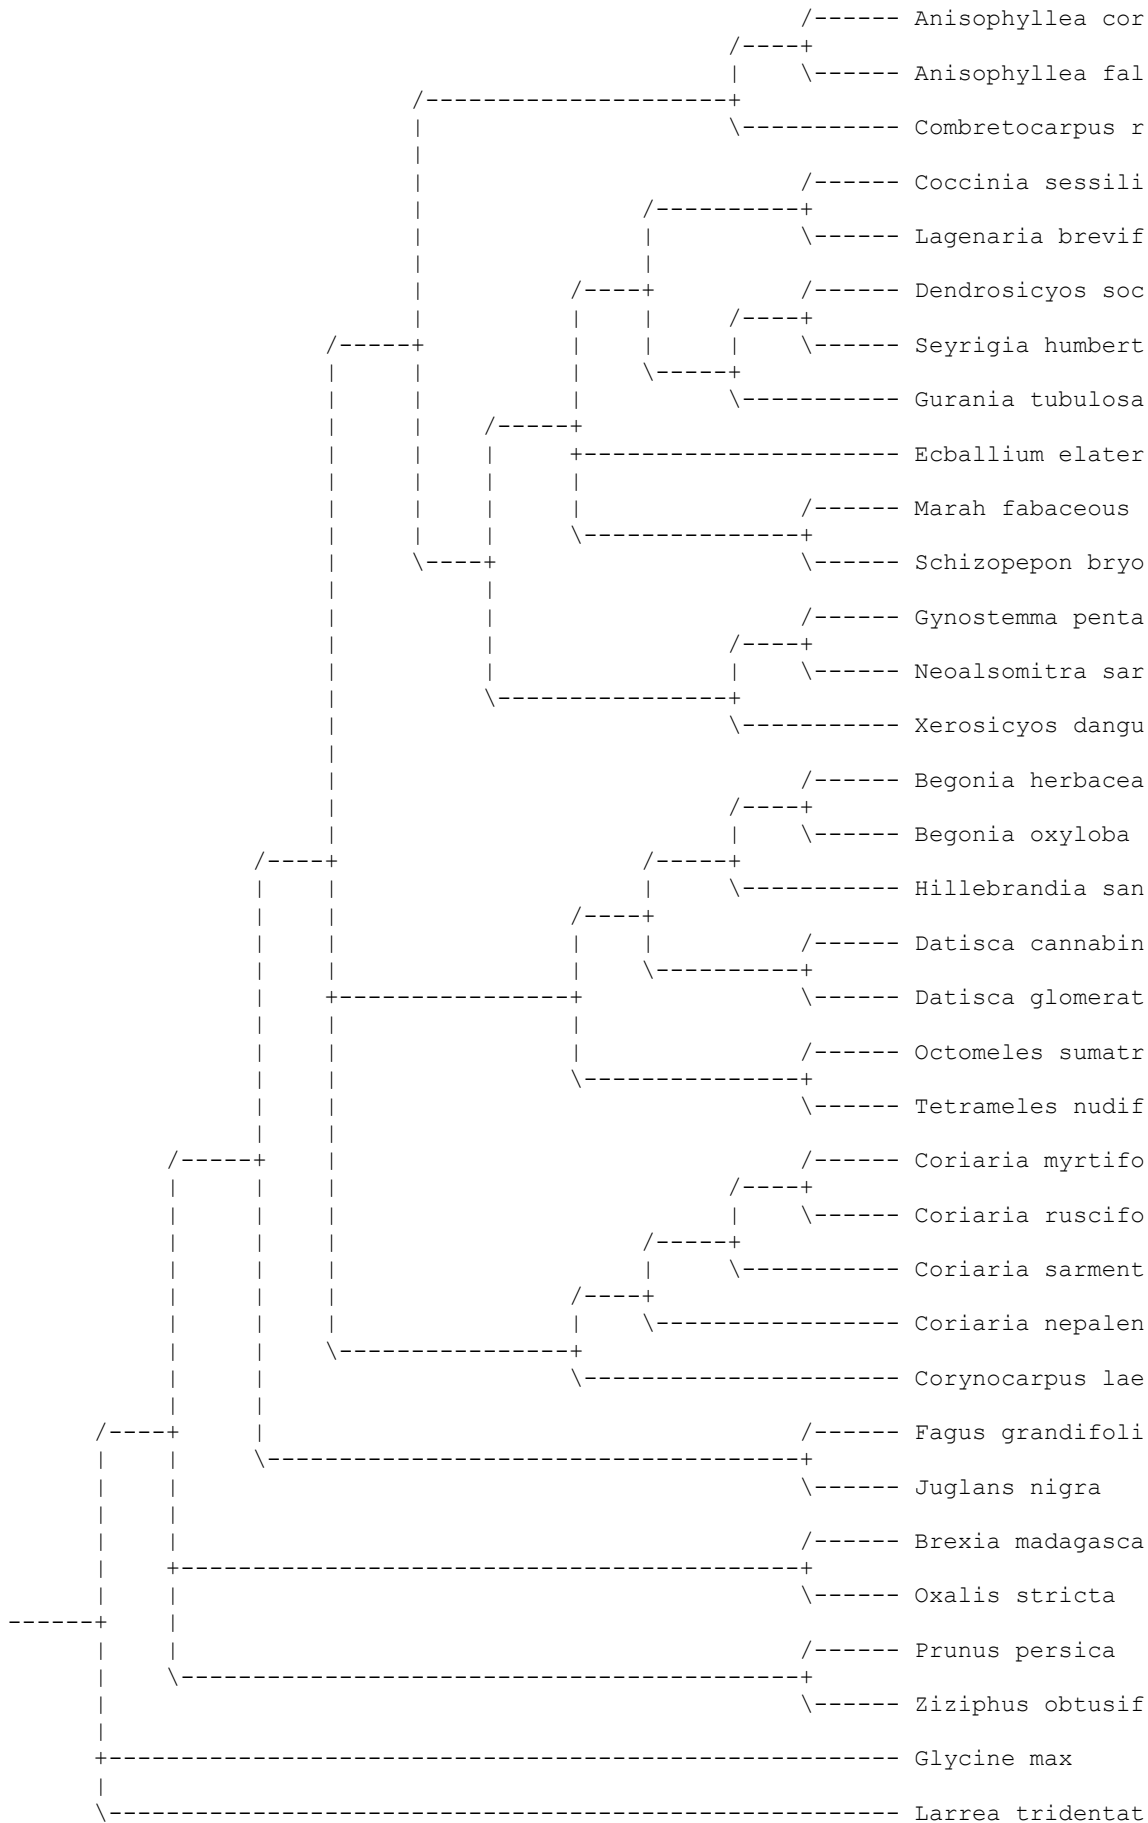 Anisophyllea cor
Anisophyllea fal
Combretocarpus r
Coccinia sessili
Lagenaria brevif
Dendrosicyos soc
Seyrigia humbert
Gurania tubulosa
Ecballium elater
Marah fabaceous
Schizopepon bryo
Gynostemma penta
Neoalsomitra sar
Xerosicyos dangu
Begonia herbacea
Begonia oxyloba
Hillebrandia san
Datisca cannabin
Datisca glomerat
Octomeles sumatr
Tetrameles nudif
Coriaria myrtifo
Coriaria ruscifo
Coriaria sarment
Coriaria nepalen
Corynocarpus lae
Fagus grandifoli
Juglans nigra
Brexia madagasca
Oxalis stricta
Prunus persica
Ziziphus obtusif
Glycine max
Larrea tridentat